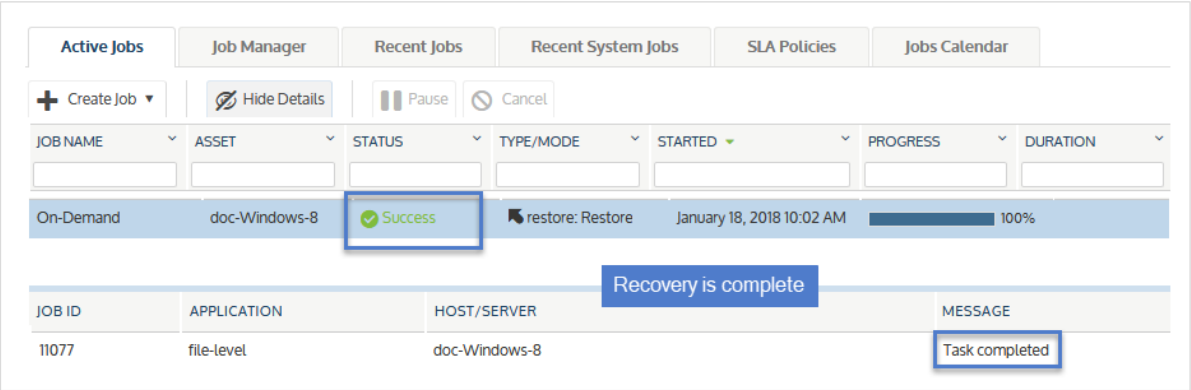 Active Jobs Job Manager Recent Jobs Recent System Jobs SLA Policies Jobs Calendar
Create Job Hide Details Pause Cancel
JOB NAME ASSET STATUS TYPE/MODE STARTED PROGRESS DURATION
On-Demand doc-Windows-8 Success restore: Restore January 18, 2018 10:02 AM 100%
Recovery is complete
JOB ID APPLICATION HOST/SERVER MESSAGE
11077 file-level doc-Windows-8 Task completed